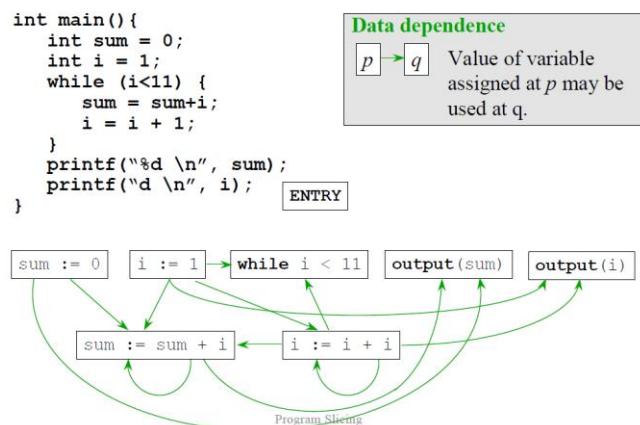 int main(){
int sum = 0;
int i = 1;
while (i<11) {
sum = sum+i;
i = i + 1;
}
printf("%d \n", sum);
printf("d \n", i);
}
Data dependence
p q Value of variable
assigned at p may be
used at q.
ENTRY
sum := 0 i := 1 while i < 11 output(sum) output(i)
sum := sum + i i := i + i
Program Slicing